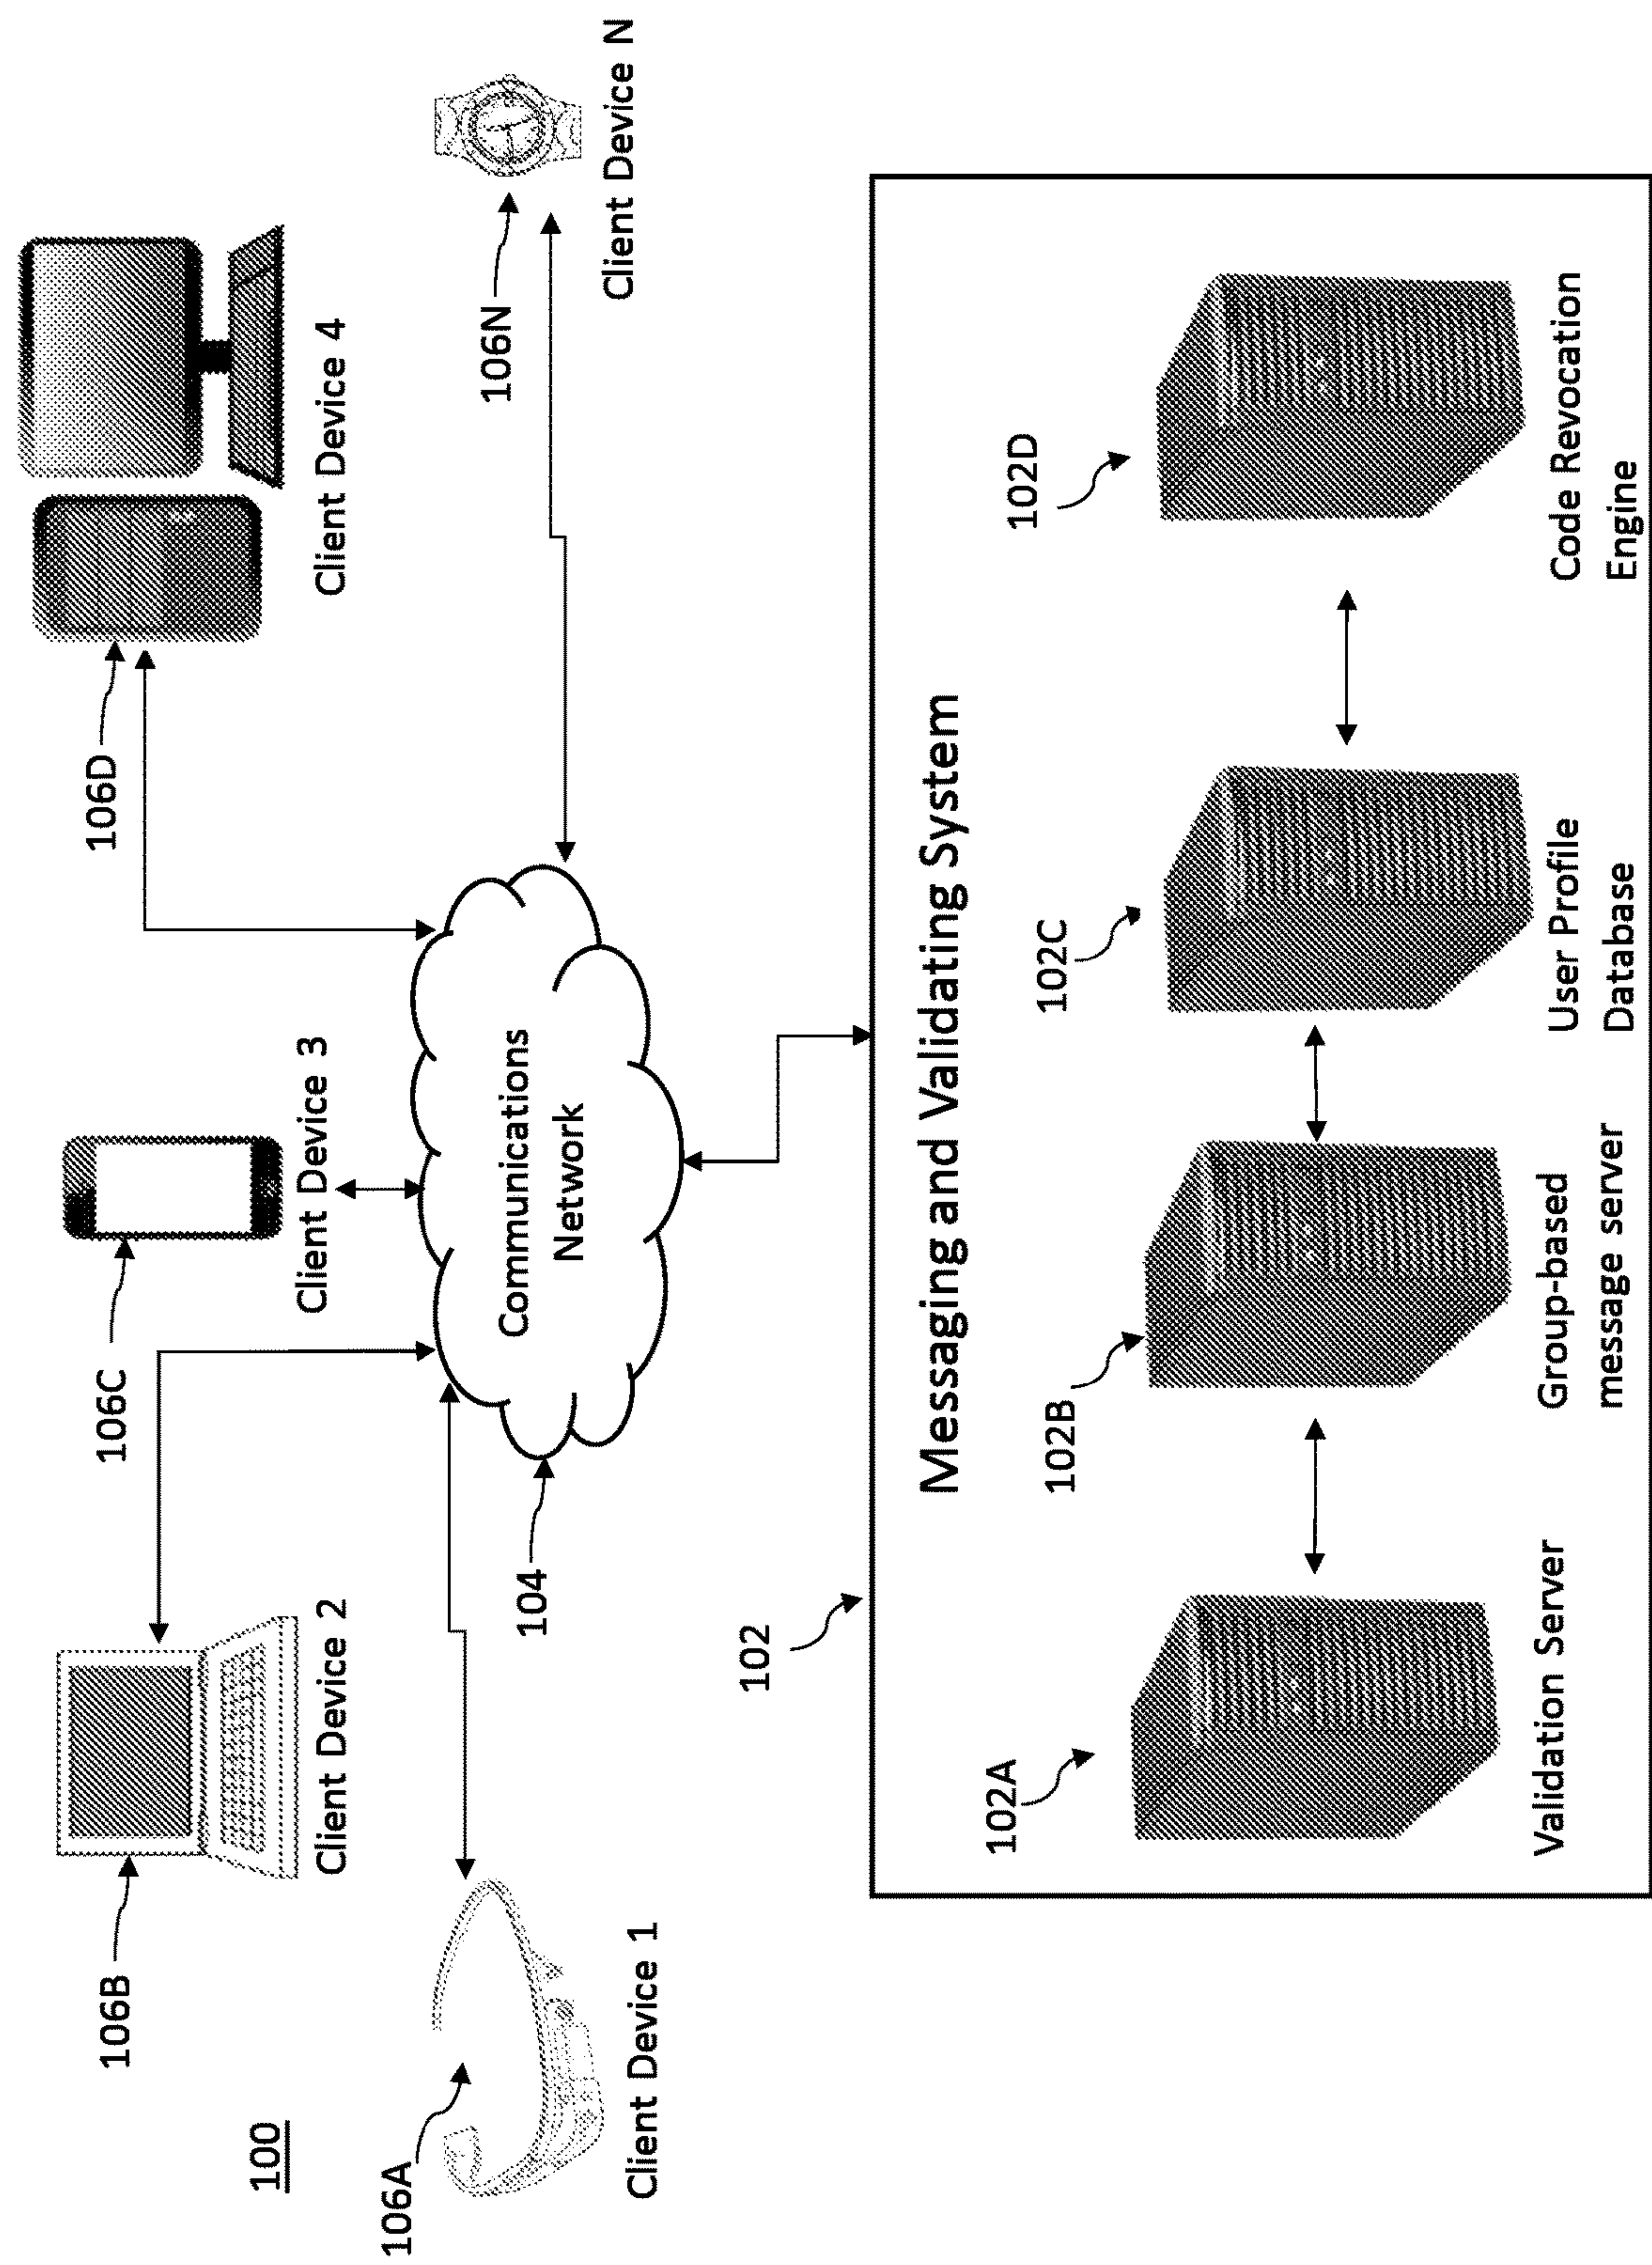 100
106B
Client Device 2
106C
Client Device 3
106D
Client Device 4
106A
Client Device 1
104
Communications
Network
106N
Client Device N
102
Messaging and Validating System
102A
Validation Server
102B
Group-based
message server
102C
User Profile
Database
102D
Code Revocation
Engine